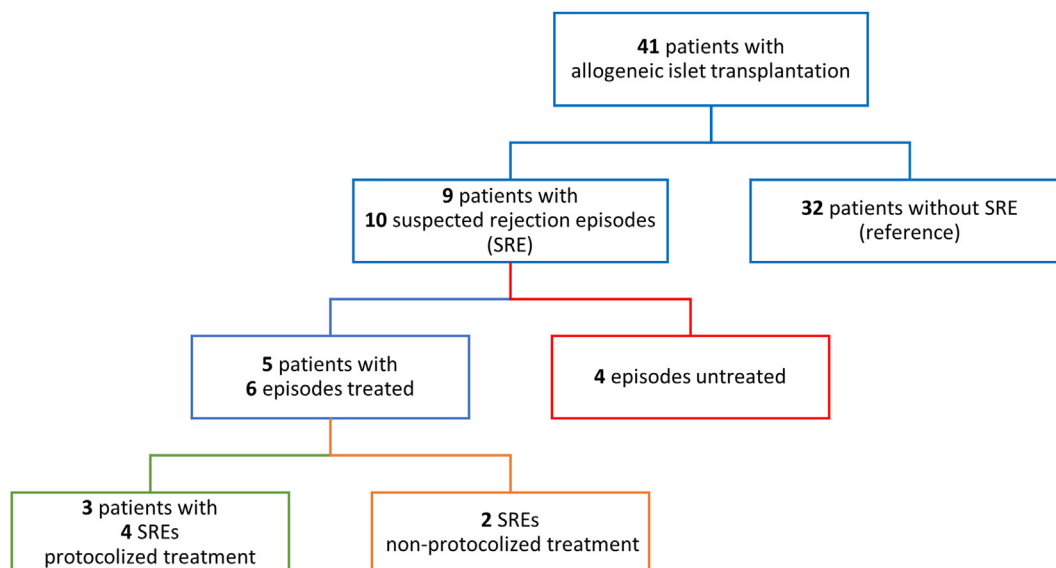 41 patients with
allogeneic islet transplantation
9 patients with
10 suspected rejection episodes
(SRE)
32 patients without SRE
(reference)
5 patients with
6 episodes treated
4 episodes untreated
3 patients with
4 SREs
protocolized treatment
2 SREs
non-protocolized treatment